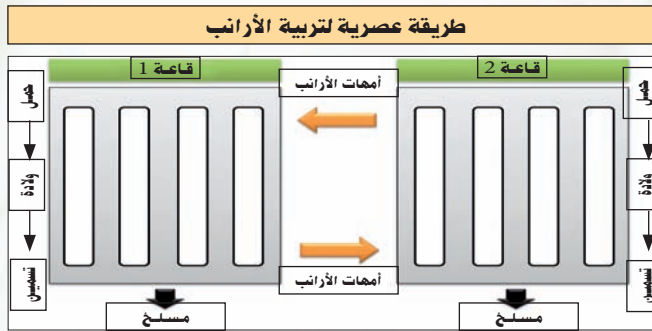 طريقة عصرية لتربية الأرانب
قاعة 2
قاعة 1
أمهات الأرانب
حمل
ولادة
تسمين
حمل
ولادة
تسمين
أمهات الأرانب
مسلخ
مسلخ